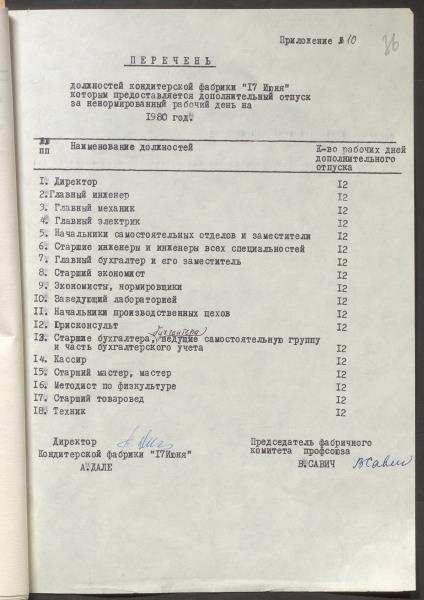 Приложение № 10
36
ПЕРЕЧЕНЬ
должностей кондитерской фабрики "17 Июня"
которым предоставляется дополнительный отпуск
за ненормированный рабочий день на
1980 год.
№№ пп Наименование должностей К-во рабочих дней дополнительного отпуска
1. Директор 12
2. Главный инженер 12
3. Главный механик 12
4. Главный электрик 12
5. Начальники самостоятельных отделов и заместители 12
6. Старшие инженеры и инженеры всех специальностей 12
7. Главный бухгалтер и его заместитель 12
8. Старший экономист 12
9. Экономисты, нормировщики 12
10. Заведующий лабораторией 12
11. Начальники производственных цехов 12
12. Юрисконсульт 12
бухгалтера
13. Старшие бухгалтера, ведущие самостоятельную группу
и часть бухгалтерского учета 12
14. Кассир 12
15. Старший мастер, мастер 12
16. Методист по физкультуре 12
17. Старший товаровед 12
18. Техник 12
Директор
Кондитерской фабрики "17Июня"
А.ДАЛЕ
Председатель фабричного
комитета профсоюза
В.САВИЧ ВСавич